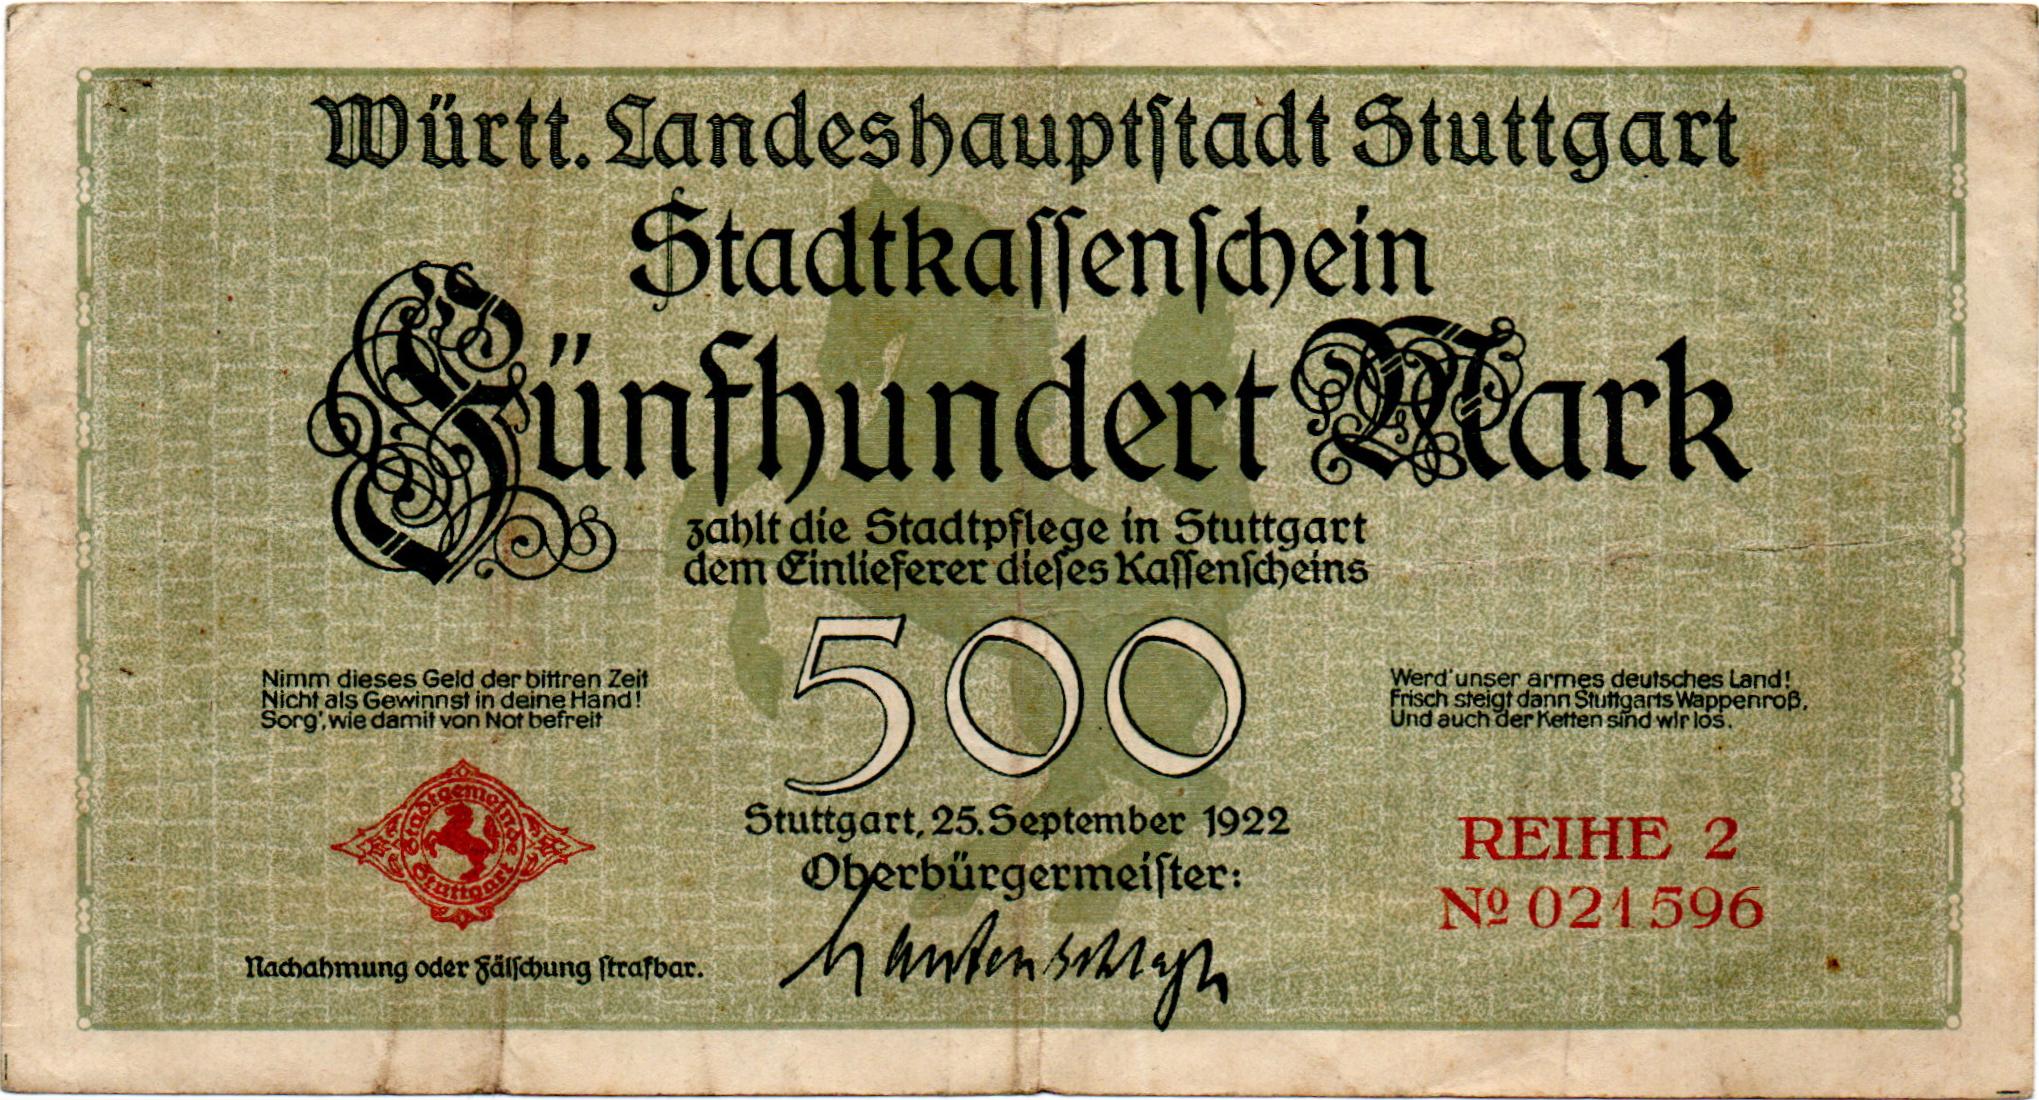 Württ. Landeshauptstadt Stuttgart
Stadtkassenschein
Fünfhundert Mark
zahlt die Stadtpflege in Stuttgart
dem Einlieferer dieses Kassenscheins
500
Nimm dieses Geld der bittren Zeit
Nicht als Gewinnst in deine Hand!
Sorg', wie damit von Not befreit
Werd' unser armes deutsches Land!
Frisch steigt dann Stuttgarts Wappenroß,
Und auch der Ketten sind wir los.
Stadtgemeinde Stuttgart
Stuttgart, 25. September 1922
Oberbürgermeister:
Lautenschlager
REIHE 2
Nº 021596
Nachahmung oder Fälschung strafbar.